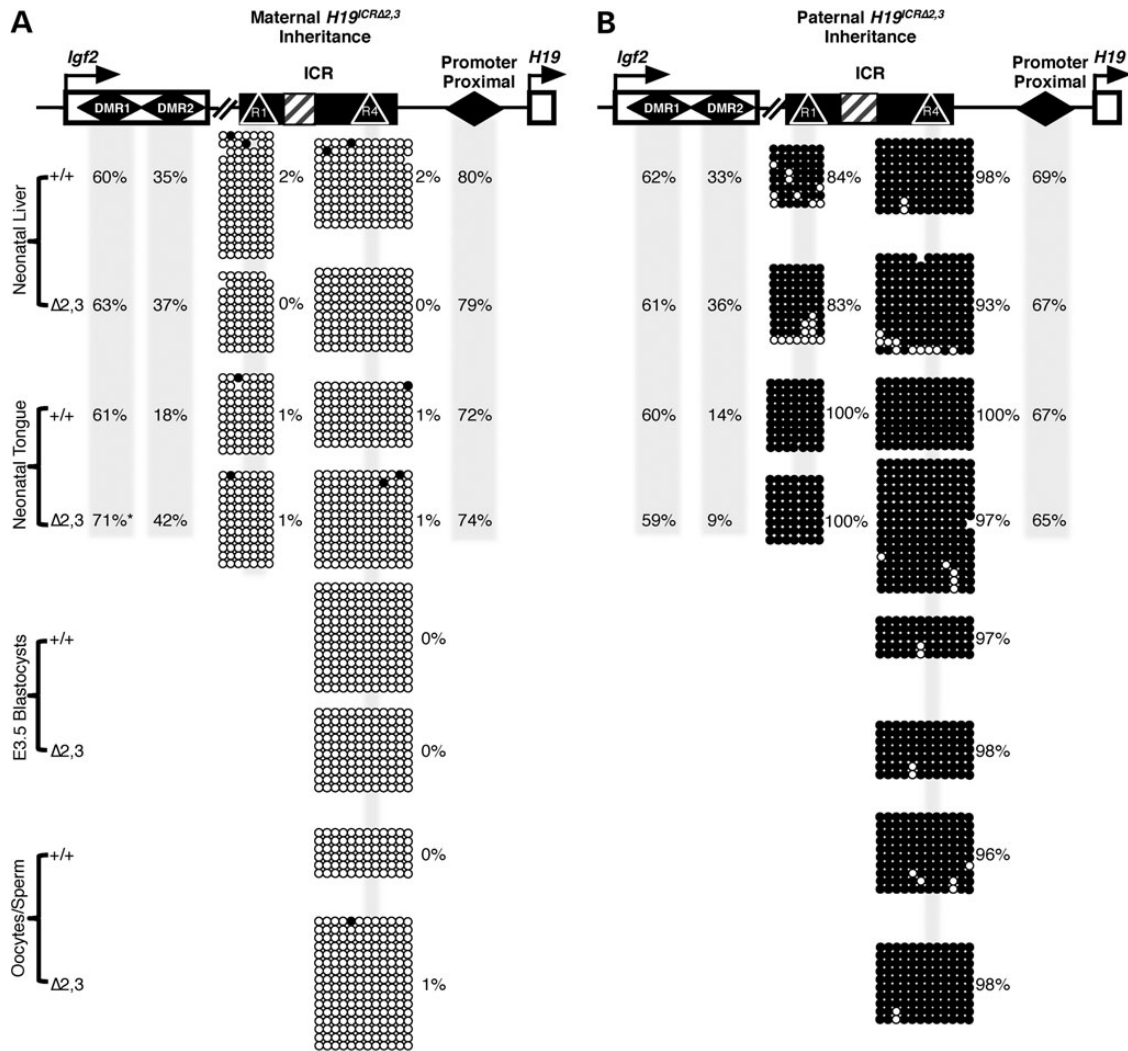 A
Maternal H19ICRΔ2,3
Inheritance
Igf2
ICR
Promoter
Proximal
H19
DMR1 DMR2 R1 R4
Neonatal Liver
+/+ 60% 35% 2% 2% 80%
Δ2,3 63% 37% 0% 0% 79%
Neonatal Tongue
+/+ 61% 18% 1% 1% 72%
Δ2,3 71%* 42% 1% 1% 74%
E3.5 Blastocysts
+/+ 0%
Δ2,3 0%
Oocytes/Sperm
+/+ 0%
Δ2,3 1%
B
Paternal H19ICRΔ2,3
Inheritance
Igf2
ICR
Promoter
Proximal
H19
DMR1 DMR2 R1 R4
62% 33% 84% 98% 69%
61% 36% 83% 93% 67%
60% 14% 100% 100% 67%
59% 9% 100% 97% 65%
97%
98%
96%
98%